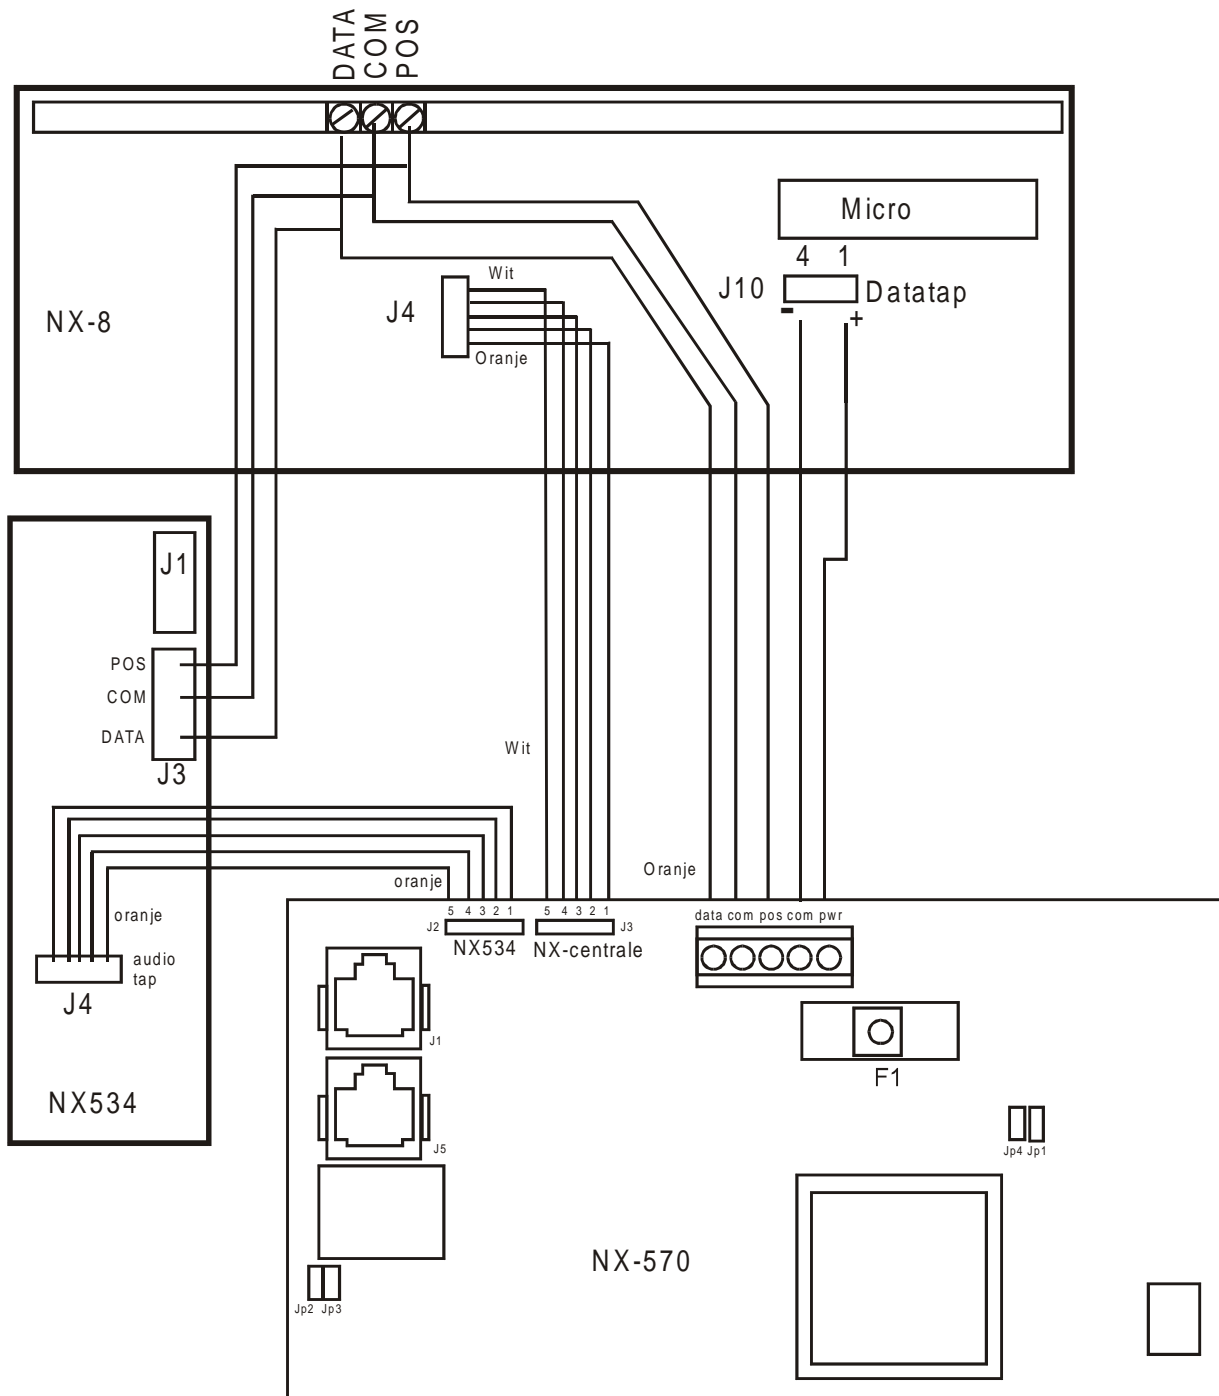 DATA
COM
POS
Micro
4 1
J10
Datatap
-
+
NX-8
J4
Wit
Oranje
J1
POS
COM
DATA
J3
Wit
Oranje
oranje
oranje
5 4 3 2 1
J2
NX534
5 4 3 2 1
J3
NX-centrale
data com pos com pwr
audio
tap
J4
NX534
J1
F1
J5
Jp4 Jp1
NX-570
Jp2 Jp3